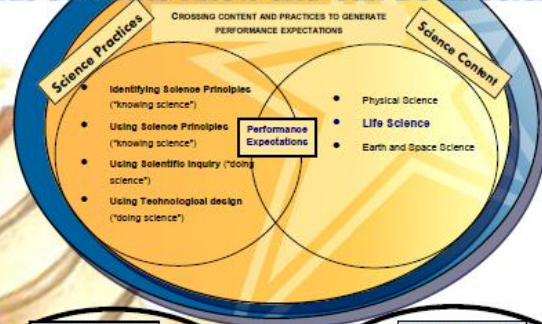 CROSSING CONTENT AND PRACTICES TO GENERATE
PERFORMANCE EXPECTATIONS
Science Practices
Science Content
Identifying Science Principles
("knowing science")
Using Science Principles
("knowing science")
Using Scientific Inquiry ("doing
science")
Using Technological design
("doing science")
Performance
Expectations
Physical Science
Life Science
Earth and Space Science